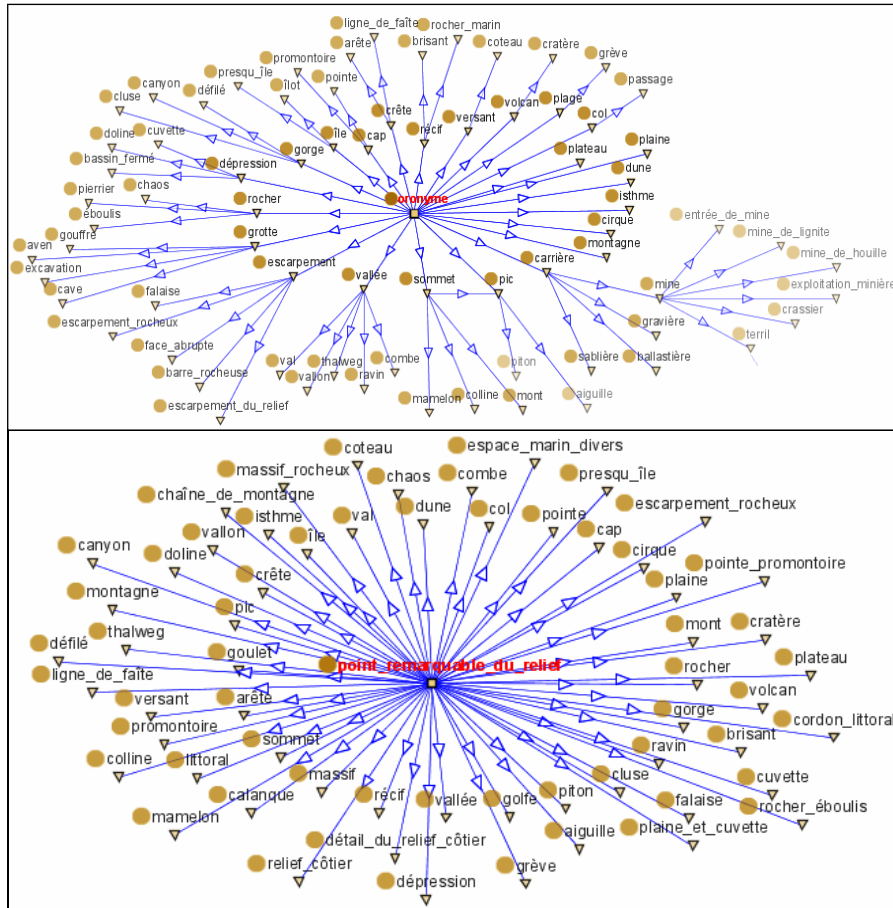 ligne_de_faîte
rocher_marin
promontoire
arête
brisant
coteau
cratère
grève
presqu_île
îlot
pointe
passage
canyon
défilé
cluse
crête
récif
versant
volcan
plage
col
doline
cuvette
gorge
île
cap
plateau
plaine
bassin_fermé
dépression
dune
pierrier
chaos
rocher
oronyme
isthme
éboulis
cirque
entrée_de_mine
gouffre
grotte
montagne
mine_de_lignite
aven
escarpement
carrière
mine_de_houille
excavation
vallée
sommet
pic
mine
exploitation_minière
cave
falaise
gravière
crassier
escarpement_rocheux
terril
face_abrupte
val
thalweg
combe
piton
sablière
ballastière
barre_rocheuse
vallon
ravin
mamelon
colline
mont
aiguille
escarpement_du_relief
coteau
espace_marin_divers
massif_rocheux
chaos
combe
presqu_île
chaîne_de_montagne
isthme
val
dune
col
pointe
escarpement_rocheux
vallon
île
cap
canyon
doline
cirque
pointe_promontoire
crête
plaine
montagne
pic
mont
cratère
thalweg
défilé
goulet
point_remarquable_du_relief
plateau
ligne_de_faîte
rocher
volcan
versant
arête
gorge
cordon_littoral
promontoire
brisant
colline
littoral
sommet
ravin
massif
cluse
cuvette
mamelon
calanque
récif
vallée
golfe
piton
falaise
rocher_éboulis
détail_du_relief_côtier
aiguille
plaine_et_cuvette
relief_côtier
dépression
grève